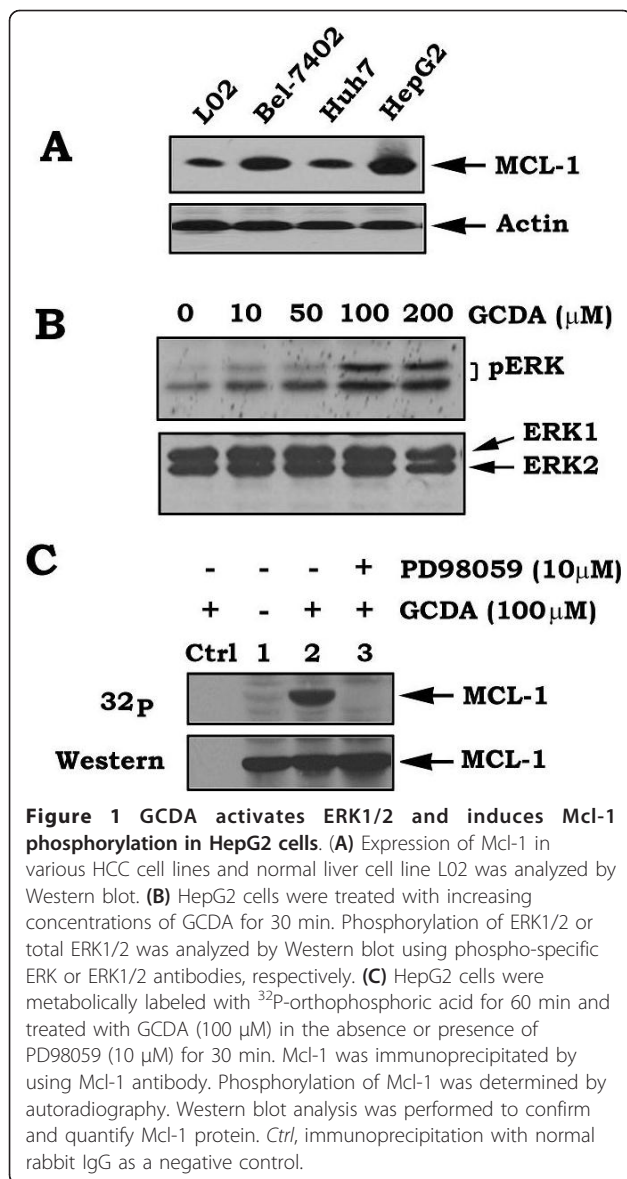 L02 Bel-7402 Huh7 HepG2
A
MCL-1
Actin
B
0 10 50 100 200 GCDA (μM)
pERK
ERK1
ERK2
C
- - - + PD98059 (10μM)
+ - + + GCDA (100μM)
Ctrl 1 2 3
32P MCL-1
Western MCL-1
Figure 1 GCDA activates ERK1/2 and induces Mcl-1
phosphorylation in HepG2 cells. (A) Expression of Mcl-1 in
various HCC cell lines and normal liver cell line L02 was analyzed by
Western blot. (B) HepG2 cells were treated with increasing
concentrations of GCDA for 30 min. Phosphorylation of ERK1/2 or
total ERK1/2 was analyzed by Western blot using phospho-specific
ERK or ERK1/2 antibodies, respectively. (C) HepG2 cells were
metabolically labeled with ³²P-orthophosphoric acid for 60 min and
treated with GCDA (100 μM) in the absence or presence of
PD98059 (10 μM) for 30 min. Mcl-1 was immunoprecipitated by
using Mcl-1 antibody. Phosphorylation of Mcl-1 was determined by
autoradiography. Western blot analysis was performed to confirm
and quantify Mcl-1 protein. Ctrl, immunoprecipitation with normal
rabbit IgG as a negative control.